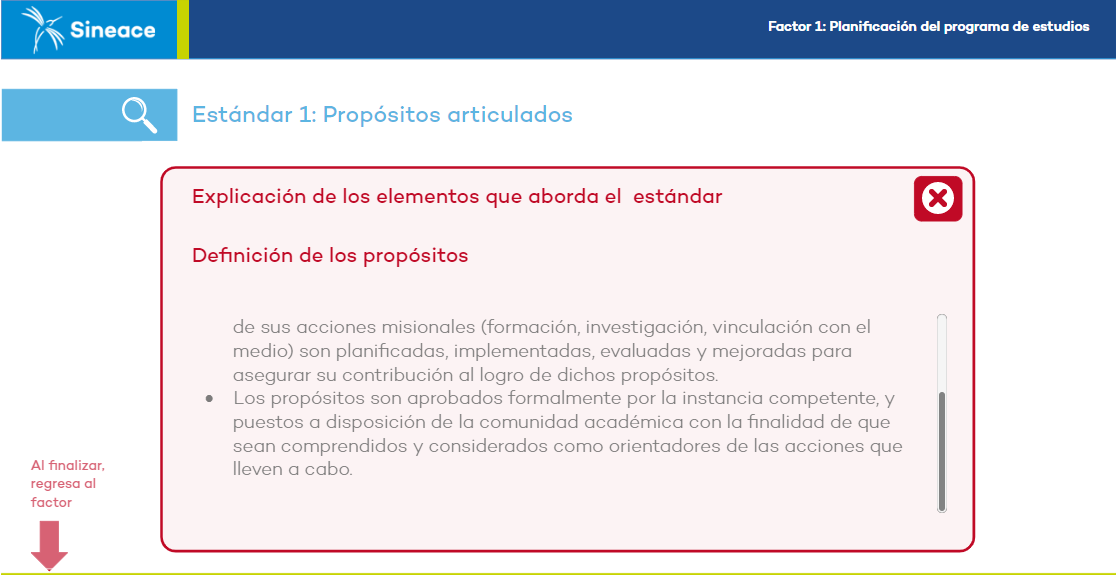 Sineace
Factor 1: Planificación del programa de estudios
Estándar 1: Propósitos articulados
Explicación de los elementos que aborda el estándar
Definición de los propósitos
de sus acciones misionales (formación, investigación, vinculación con el
medio) son planificadas, implementadas, evaluadas y mejoradas para
asegurar su contribución al logro de dichos propósitos.
• Los propósitos son aprobados formalmente por la instancia competente, y
puestos a disposición de la comunidad académica con la finalidad de que
sean comprendidos y considerados como orientadores de las acciones que
lleven a cabo.
Al finalizar,
regresa al
factor